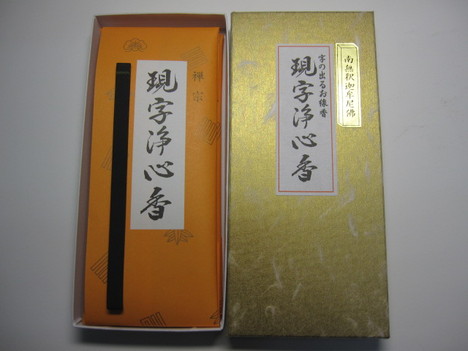 禅宗
現字浄心香
南無釈迦牟尼佛
字の出るお線香
現字浄心香